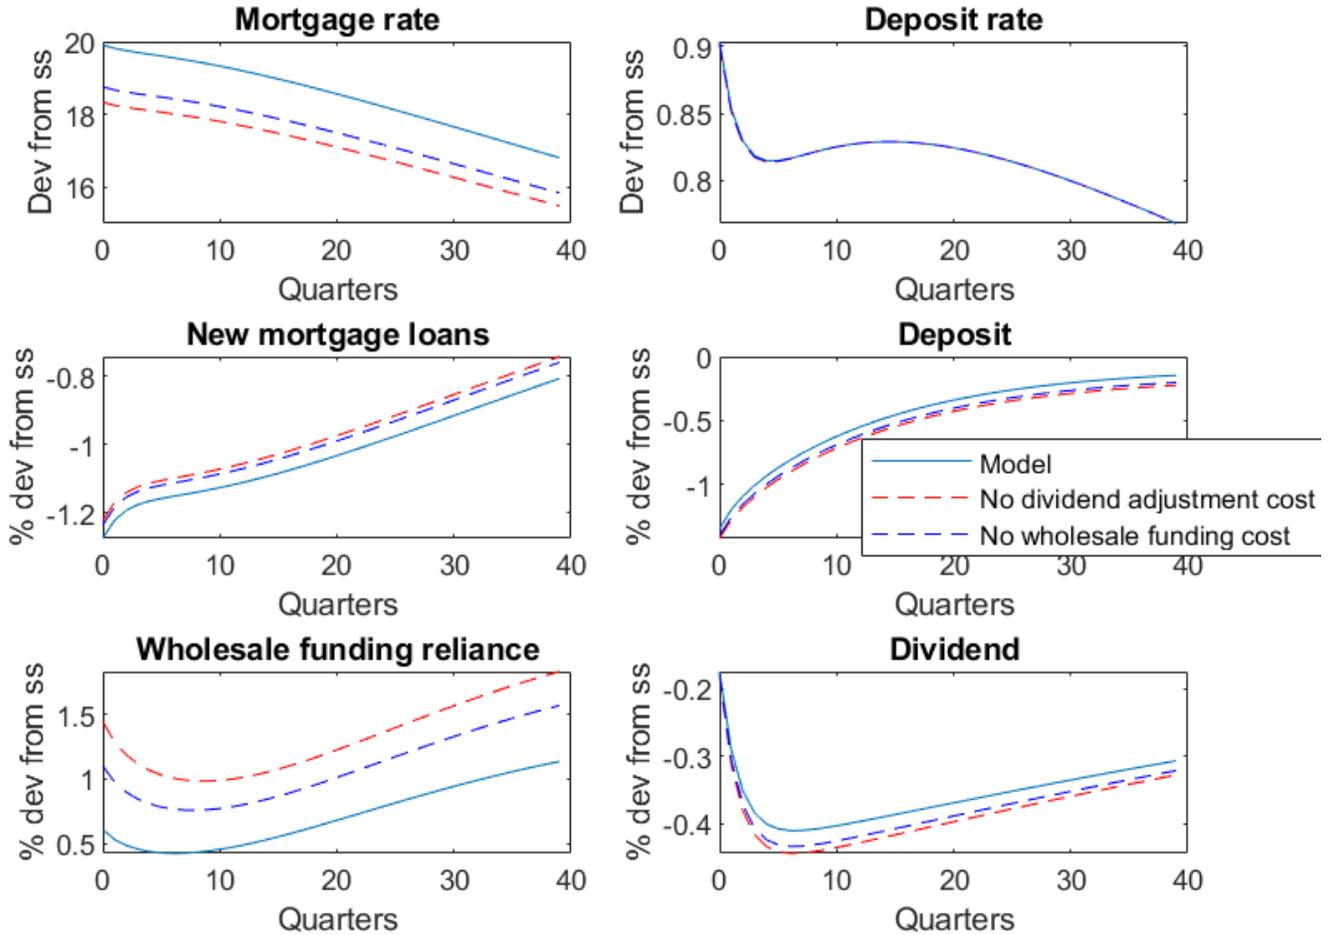 Mortgage rate
Dev from ss
20
18
16
0 10 20 30 40
Quarters
Deposit rate
Dev from ss
0.9
0.85
0.8
0 10 20 30 40
Quarters
New mortgage loans
% dev from ss
-0.8
-1
-1.2
0 10 20 30 40
Quarters
Deposit
% dev from ss
0
-0.5
-1
Model
No dividend adjustment cost
No wholesale funding cost
0 10 20 30 40
Quarters
Wholesale funding reliance
% dev from ss
1.5
1
0.5
0 10 20 30 40
Quarters
Dividend
% dev from ss
-0.2
-0.3
-0.4
0 10 20 30 40
Quarters